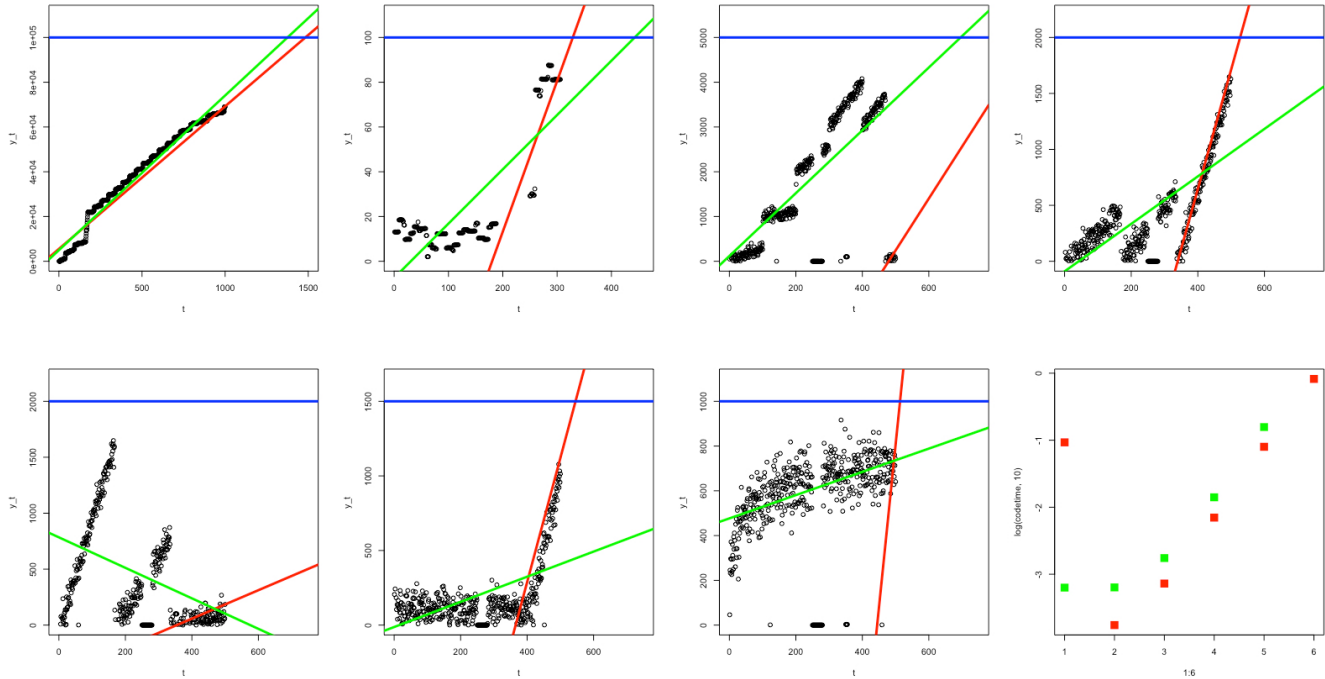 y_t
0e+00 2e+04 4e+04 6e+04 8e+04 1e+05
0 500 1000 1500
t
y_t
0 20 40 60 80 100
0 100 200 300 400
t
y_t
0 1000 2000 3000 4000 5000
0 200 400 600
t
y_t
0 500 1000 1500 2000
0 200 400 600
t
y_t
0 500 1000 1500 2000
0 200 400 600
t
y_t
0 500 1000 1500
0 200 400 600
t
y_t
0 200 400 600 800 1000
0 200 400 600
t
log(codetime, 10)
-3 -2 -1 0
1 2 3 4 5 6
1:6